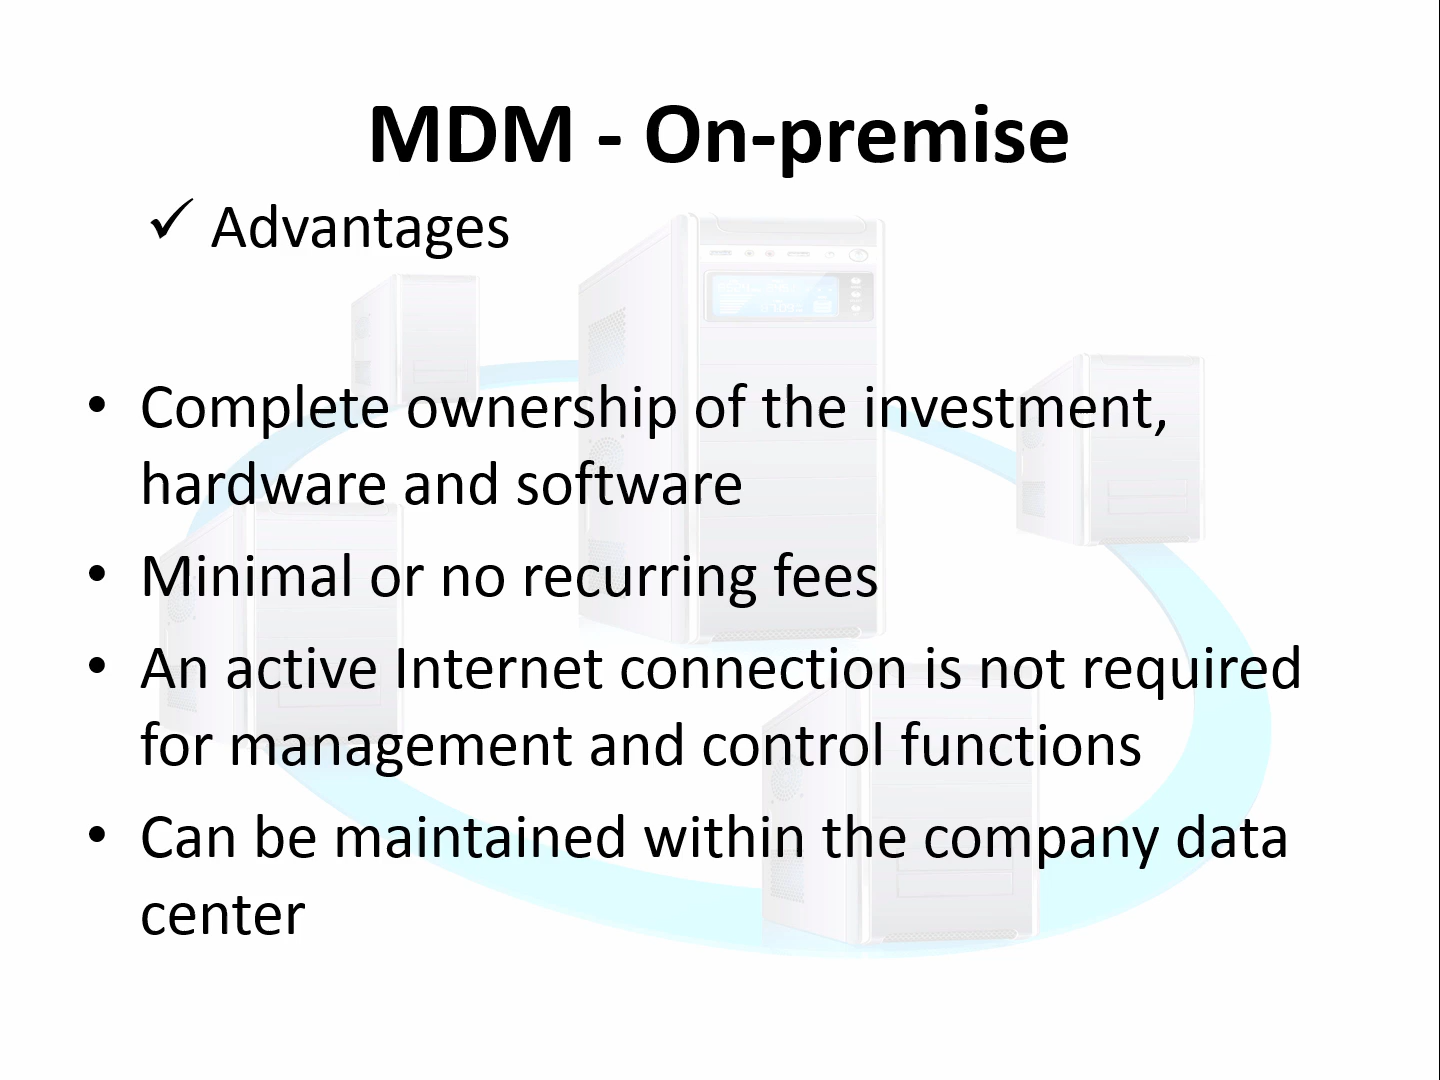 MDM - On-premise
✓ Advantages
• Complete ownership of the investment,
hardware and software
• Minimal or no recurring fees
• An active Internet connection is not required
for management and control functions
• Can be maintained within the company data
center